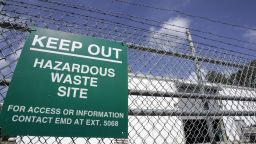 KEEP OUT
HAZARDOUS
WASTE
SITE
FOR ACCESS OR INFORMATION
CONTACT EMD AT EXT. 5068